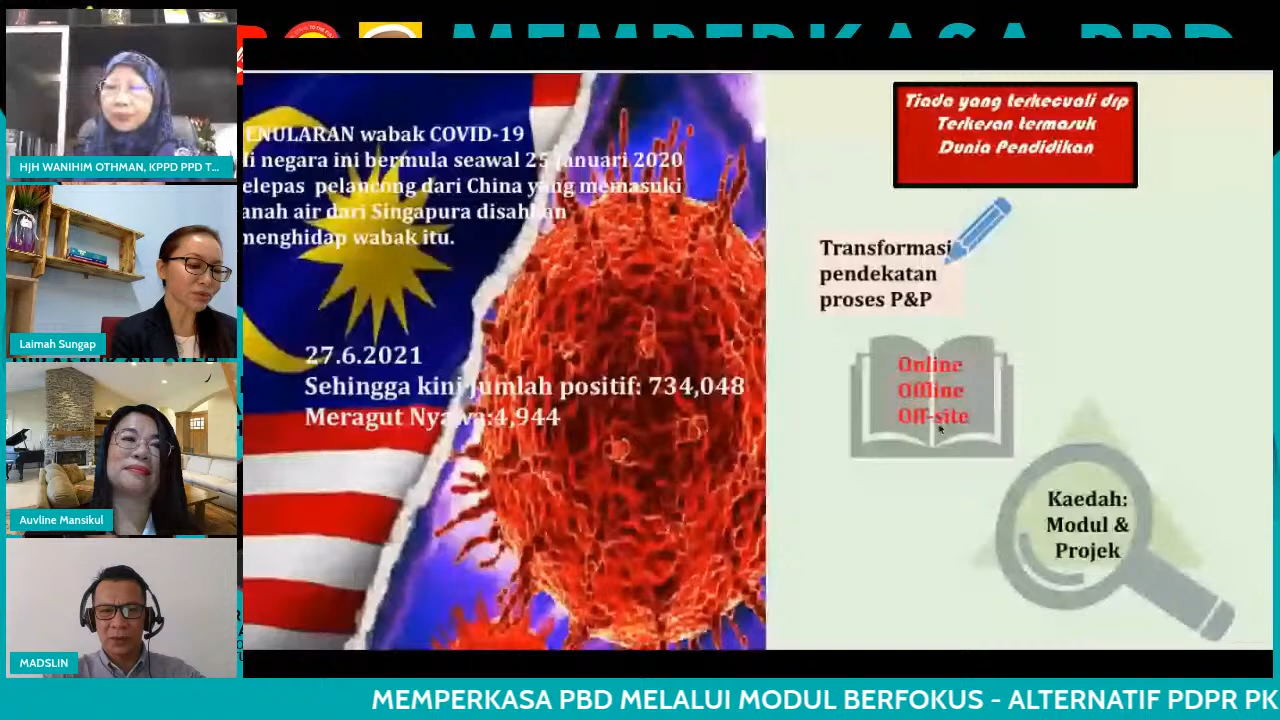 MEMPERKASA PBD
HJH WANIHIM OTHMAN, KPPD PPD T...
Laimah Sungap
Auvline Mansikul
MADSLIN
ENULARAN wabak COVID-19
di negara ini bermula seawal 25 Januari 2020
elepas pelancong dari China yang memasuki
anah air dari Singapura disahkan
menghidap wabak itu.
27.6.2021
Sehingga kini jumlah positif: 734,048
Meragut Nyawa:4,944
Tiada yang terkecuali drp
Terkesan termasuk
Dunia Pendidikan
Transformasi
pendekatan
proses P&P
Online
Offline
Off-site
Kaedah:
Modul &
Projek
MEMPERKASA PBD MELALUI MODUL BERFOKUS - ALTERNATIF PDPR PK